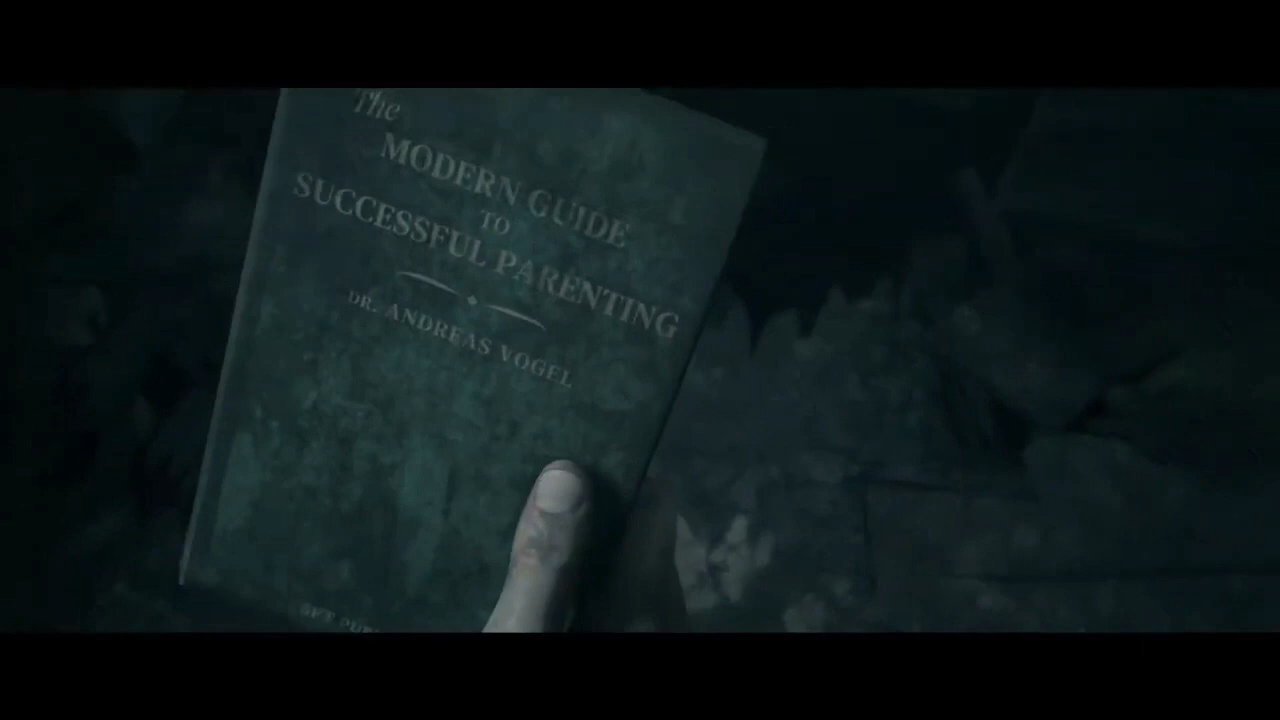 The
MODERN GUIDE
TO
SUCCESSFUL PARENTING
DR. ANDREAS VOGEL